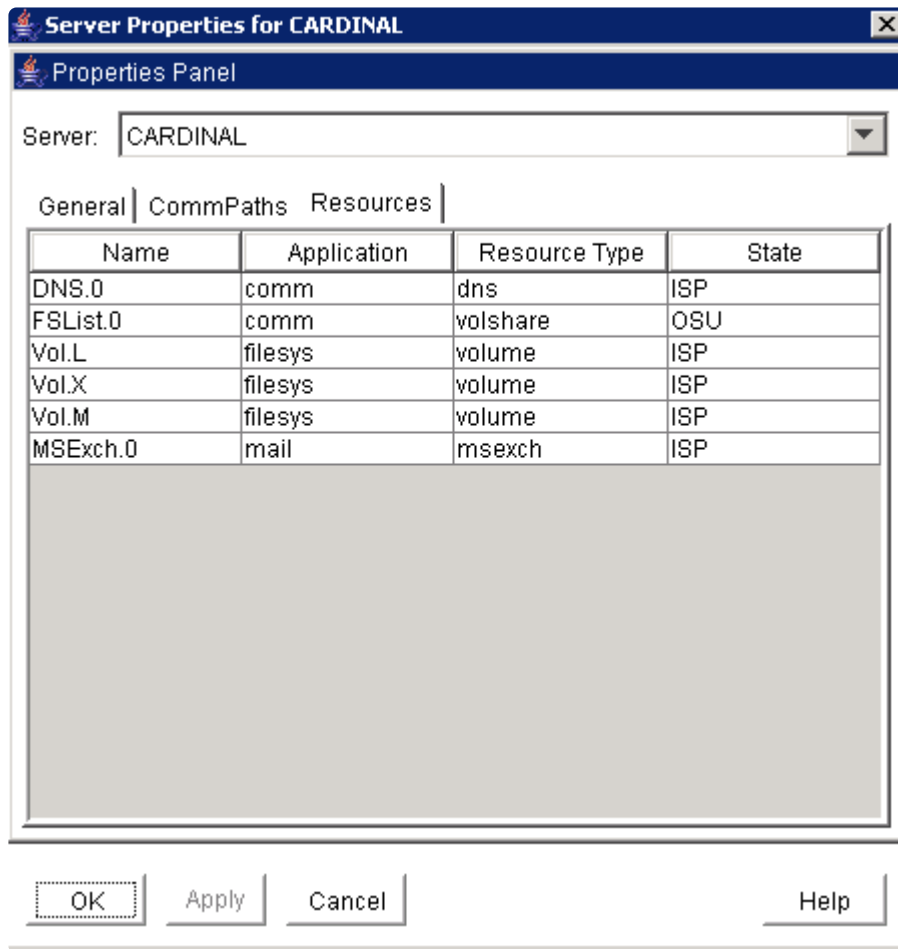 Server Properties for CARDINAL
Properties Panel
Server: CARDINAL
General CommPaths Resources
Name Application Resource Type State
DNS.0 comm dns ISP
FSList.0 comm volshare OSU
Vol.L filesys volume ISP
Vol.X filesys volume ISP
Vol.M filesys volume ISP
MSExch.0 mail msexch ISP
OK Apply Cancel Help